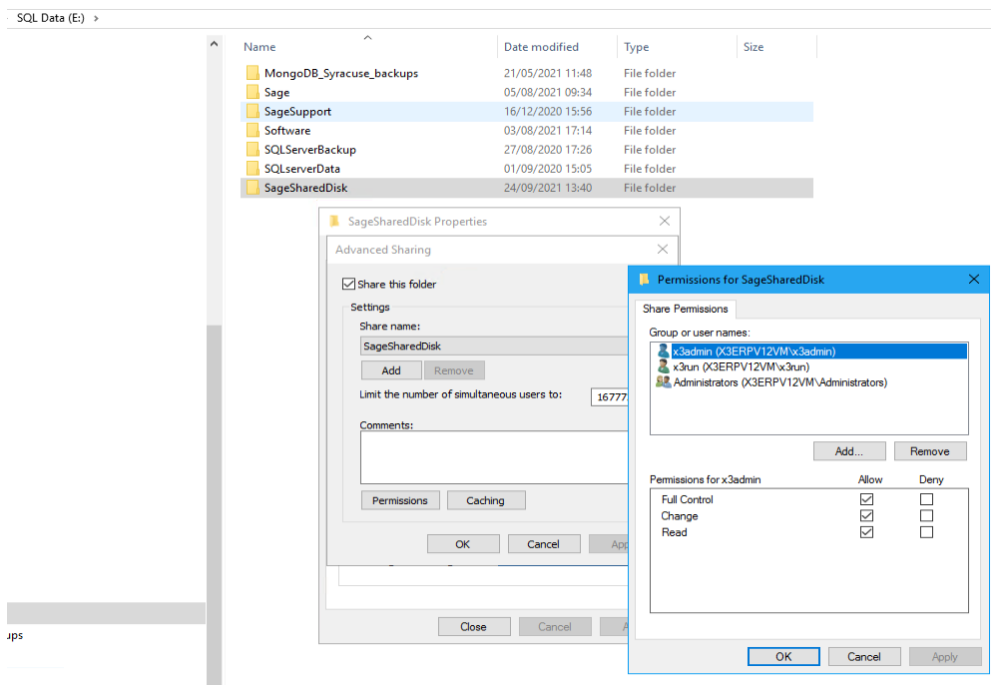 SQL Data (E:) >
Name Date modified Type Size
MongoDB_Syracuse_backups 21/05/2021 11:48 File folder
Sage 05/08/2021 09:34 File folder
SageSupport 16/12/2020 15:56 File folder
Software 03/08/2021 17:14 File folder
SQLServerBackup 27/08/2020 17:26 File folder
SQLserverData 01/09/2020 15:05 File folder
SageSharedDisk 24/09/2021 13:40 File folder
SageSharedDisk Properties
Advanced Sharing
Share this folder
Settings
Share name:
SageSharedDisk
Add Remove
Limit the number of simultaneous users to: 16777
Comments:
Permissions Caching
OK Cancel App
Close Cancel A
Permissions for SageSharedDisk
Share Permissions
Group or user names:
x3admin (X3ERPV12VM\x3admin)
x3run (X3ERPV12VM\x3run)
Administrators (X3ERPV12VM\Administrators)
Add... Remove
Permissions for x3admin Allow Deny
Full Control
Change
Read
OK Cancel Apply
ups